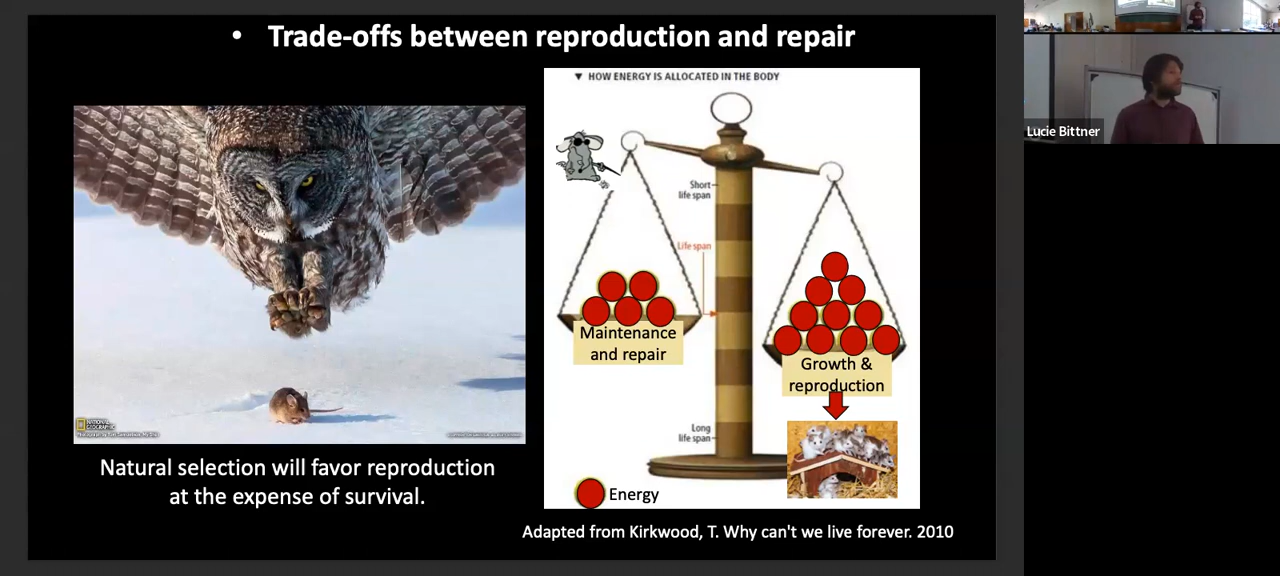 • Trade-offs between reproduction and repair
▼ HOW ENERGY IS ALLOCATED IN THE BODY
Short
life span
Life span
Maintenance
and repair
Growth &
reproduction
Long
life span
Energy
NATIONAL
GEOGRAPHIC
Natural selection will favor reproduction
at the expense of survival.
Adapted from Kirkwood, T. Why can't we live forever. 2010
Lucie Bittner